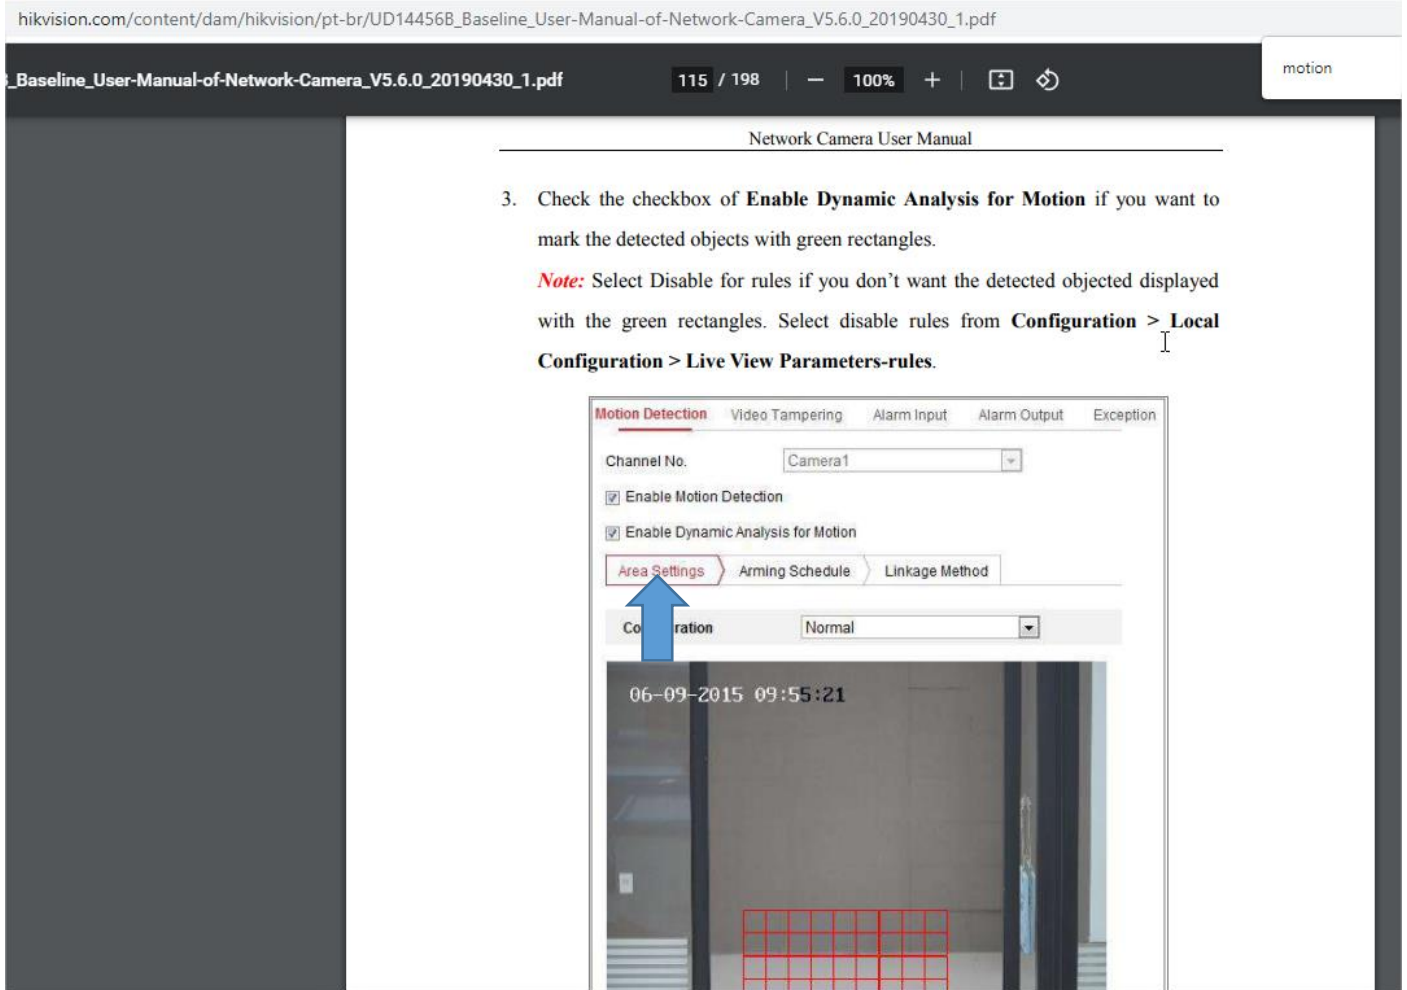 hikvision.com/content/dam/hikvision/pt-br/UD14456B_Baseline_User-Manual-of-Network-Camera_V5.6.0_20190430_1.pdf
_Baseline_User-Manual-of-Network-Camera_V5.6.0_20190430_1.pdf 115 / 198 100%
motion
Network Camera User Manual
3. Check the checkbox of Enable Dynamic Analysis for Motion if you want to
mark the detected objects with green rectangles.
Note: Select Disable for rules if you don't want the detected objected displayed
with the green rectangles. Select disable rules from Configuration > Local
Configuration > Live View Parameters-rules.
Motion Detection Video Tampering Alarm Input Alarm Output Exception
Channel No. Camera1
Enable Motion Detection
Enable Dynamic Analysis for Motion
Area Settings Arming Schedule Linkage Method
Normal
06-09-2015 09:55:21